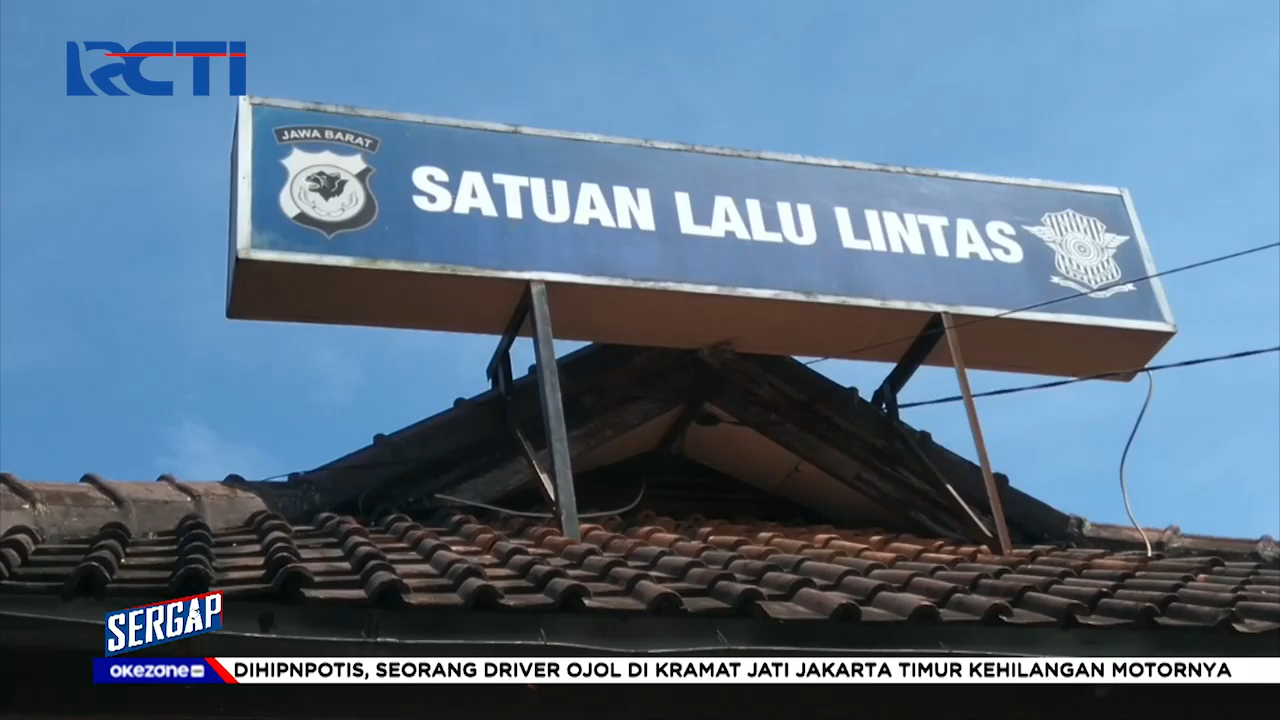 RCTI
JAWA BARAT
SATUAN LALU LINTAS
SERGAP
okezone
DIHIPNPOTIS, SEORANG DRIVER OJOL DI KRAMAT JATI JAKARTA TIMUR KEHILANGAN MOTORNYA